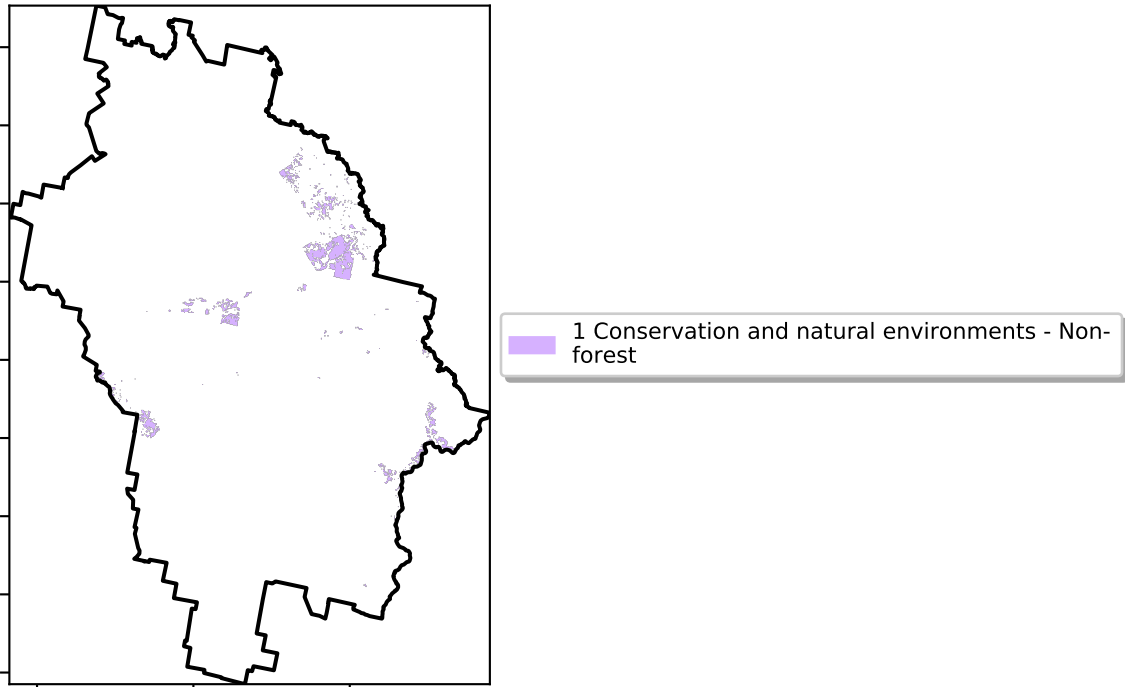 1 Conservation and natural environments - Non-
forest